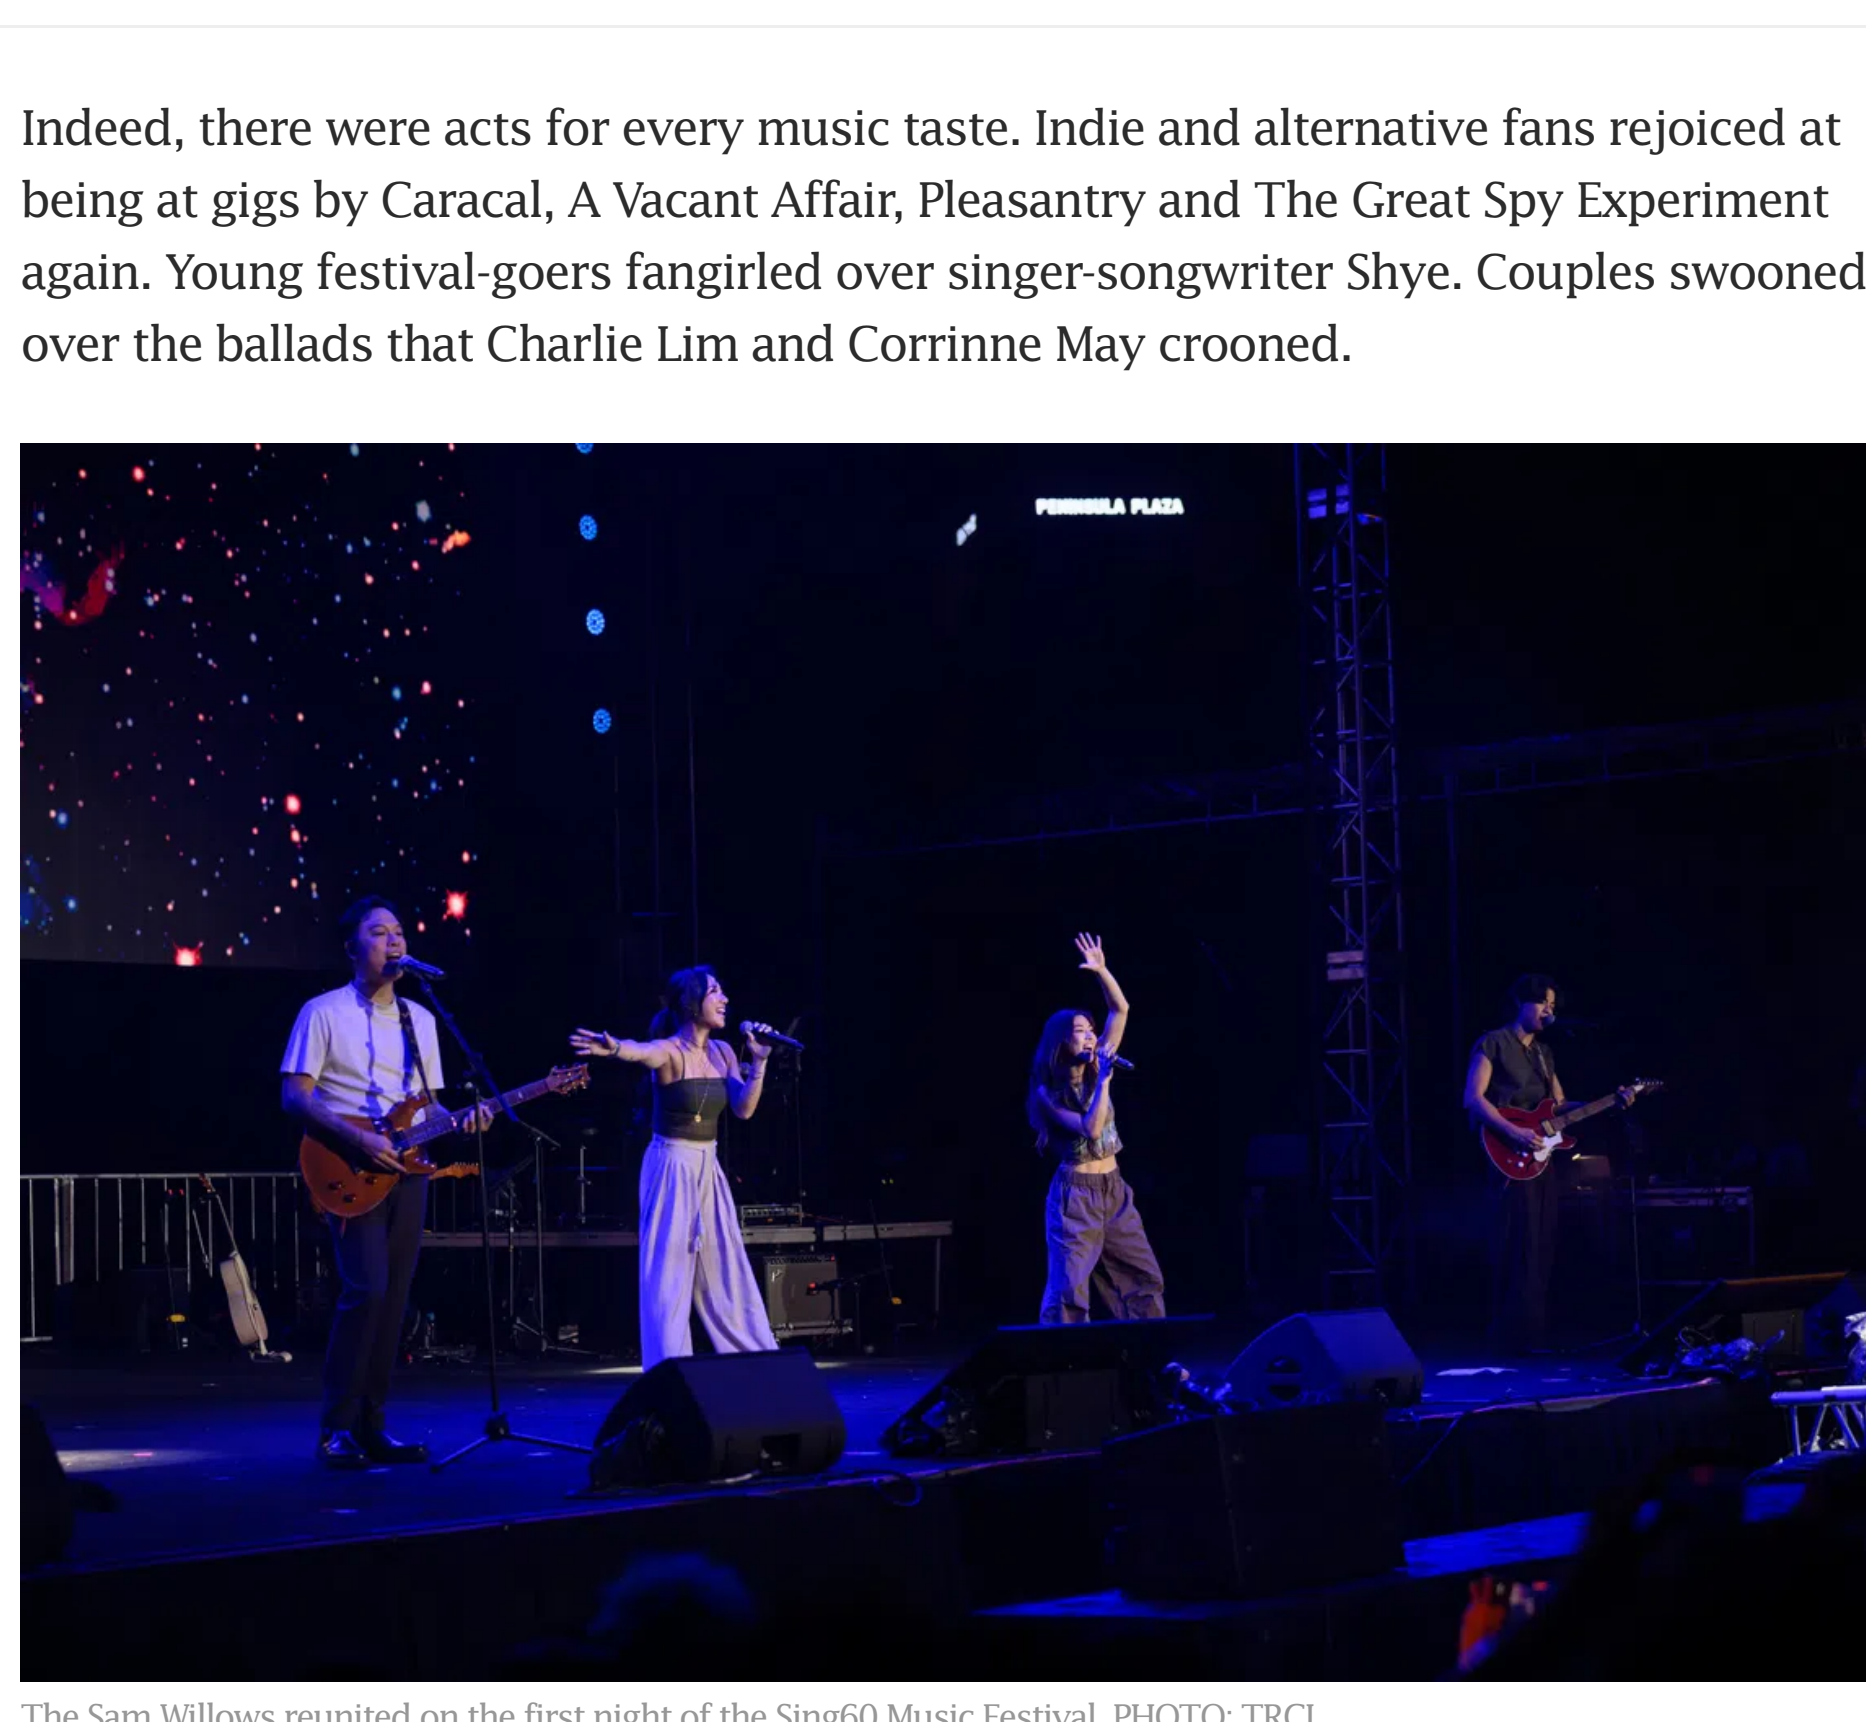 Indeed, there were acts for every music taste. Indie and alternative fans rejoiced at
being at gigs by Caracal, A Vacant Affair, Pleasantry and The Great Spy Experiment
again. Young festival-goers fangirled over singer-songwriter Shye. Couples swooned
over the ballads that Charlie Lim and Corrinne May crooned.
PENINSULA PLAZA
The Sam Willows reunited on the first night of the Sing60 Music Festival. PHOTO: TRCL